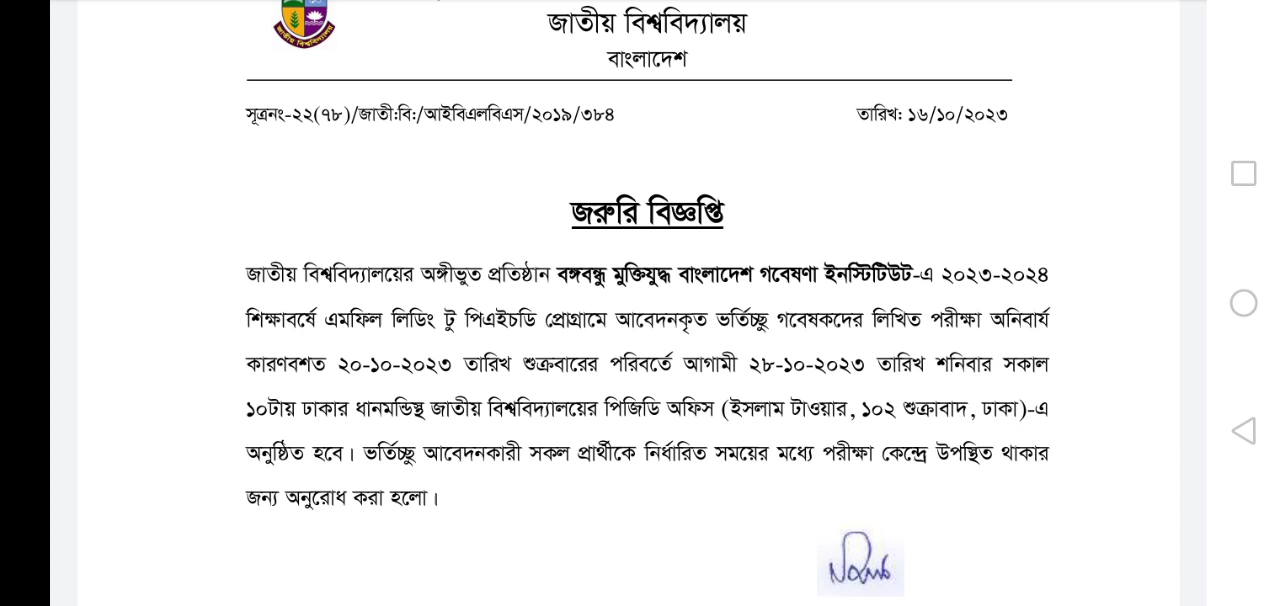 জাতীয় বিশ্ববিদ্যালয়
বাংলাদেশ
সূত্রনং-২২(৭৮)/জাতী:বি:/আইবিএলবিএস/২০১৯/৩৮৪ তারিখ: ১৬/১০/২০২৩
জরুরি বিজ্ঞপ্তি
জাতীয় বিশ্ববিদ্যালয়ের অঙ্গীভুত প্রতিষ্ঠান বঙ্গবন্ধু মুক্তিযুদ্ধ বাংলাদেশ গবেষণা ইনস্টিটিউট-এ ২০২৩-২০২৪
শিক্ষাবর্ষে এমফিল লিডিং টু পিএইচডি প্রোগ্রামে আবেদনকৃত ভর্তিচ্ছু গবেষকদের লিখিত পরীক্ষা অনিবার্য
কারণবশত ২০-১০-২০২৩ তারিখ শুক্রবারের পরিবর্তে আগামী ২৮-১০-২০২৩ তারিখ শনিবার সকাল
১০টায় ঢাকার ধানমন্ডিস্থ জাতীয় বিশ্ববিদ্যালয়ের পিজিডি অফিস (ইসলাম টাওয়ার, ১০২ শুক্রাবাদ, ঢাকা)-এ
অনুষ্ঠিত হবে। ভর্তিচ্ছু আবেদনকারী সকল প্রার্থীকে নির্ধারিত সময়ের মধ্যে পরীক্ষা কেন্দ্রে উপস্থিত থাকার
জন্য অনুরোধ করা হলো।